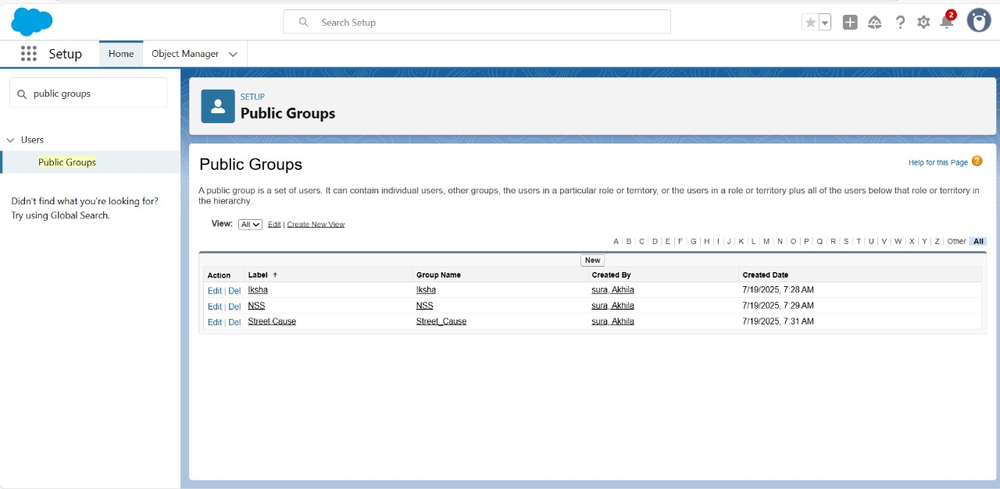 Search Setup
2
Setup
Home
Object Manager
public groups
Users
Public Groups
Didn't find what you're looking for?
Try using Global Search.
SETUP
Public Groups
Public Groups
Help for this Page ?
A public group is a set of users. It can contain individual users, other groups, the users in a particular role or territory, or the users in a role or territory plus all of the users below that role or territory in
the hierarchy.
View: All Edit | Create New View
A | B | C | D | E | F | G | H | I | J | K | L | M | N | O | P | Q | R | S | T | U | V | W | X | Y | Z | Other All
New
Action Label ↑ Group Name Created By Created Date
Edit | Del Iksha Iksha sura, Akhila 7/19/2025, 7:28 AM
Edit | Del NSS NSS sura, Akhila 7/19/2025, 7:29 AM
Edit | Del Street Cause Street_Cause sura, Akhila 7/19/2025, 7:31 AM